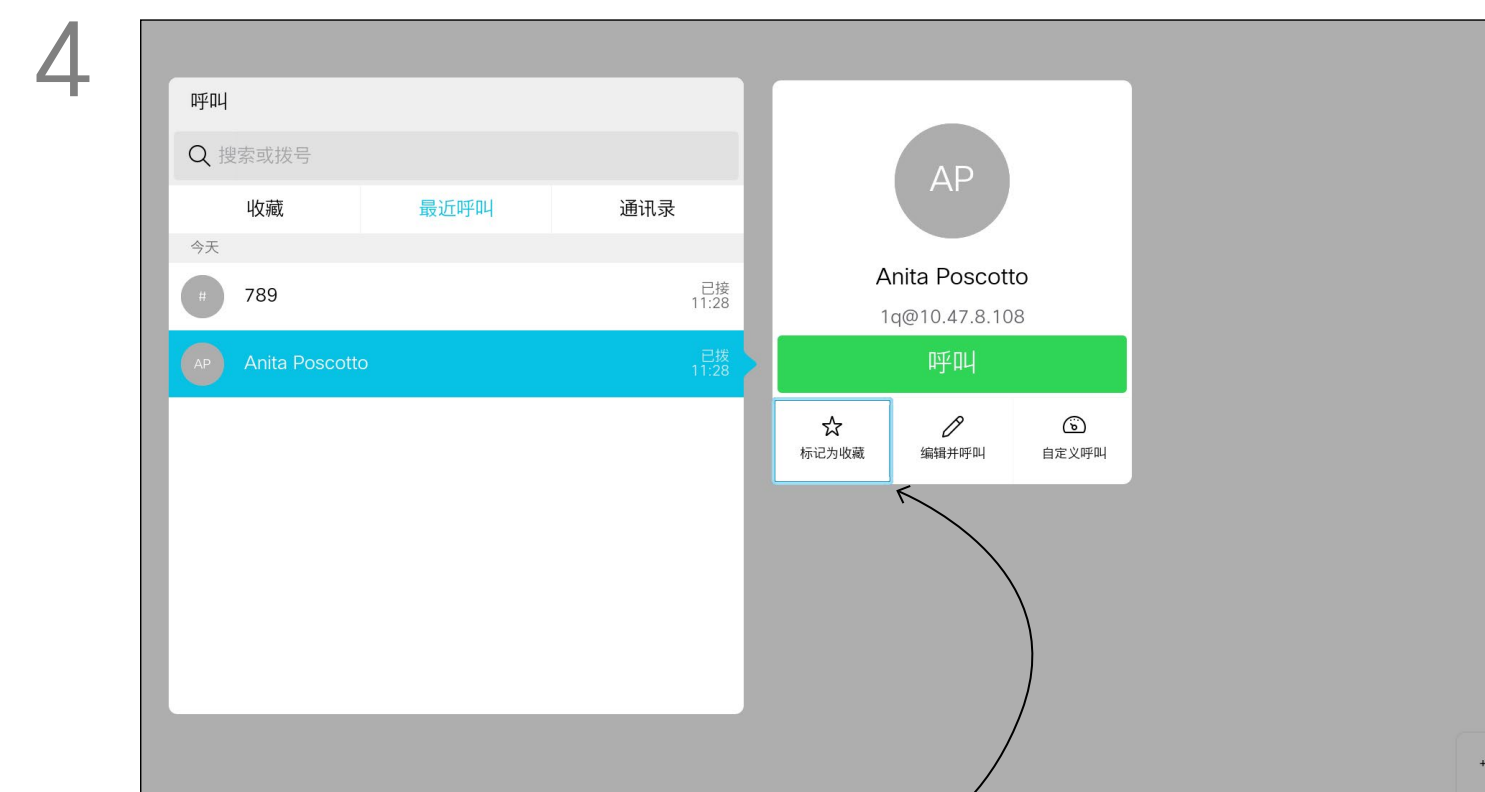 4
呼叫
搜索或拨号
收藏 最近呼叫 通讯录
今天
# 789 已接
11:28
AP Anita Poscotto 已拨
11:28
AP
Anita Poscotto
1q@10.47.8.108
呼叫
标记为收藏 编辑并呼叫 自定义呼叫
+